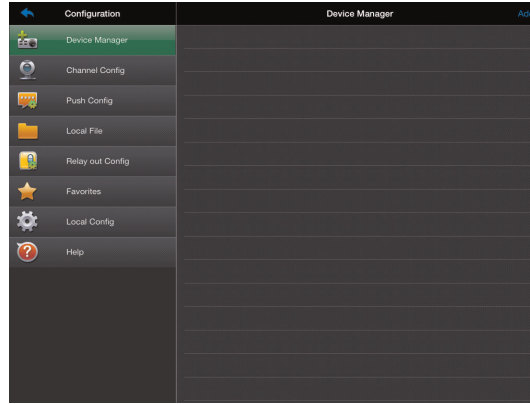 Configuration
Device Manager
Device Manager
Channel Config
Push Config
Local File
Relay out Config
Favorites
Local Config
Help